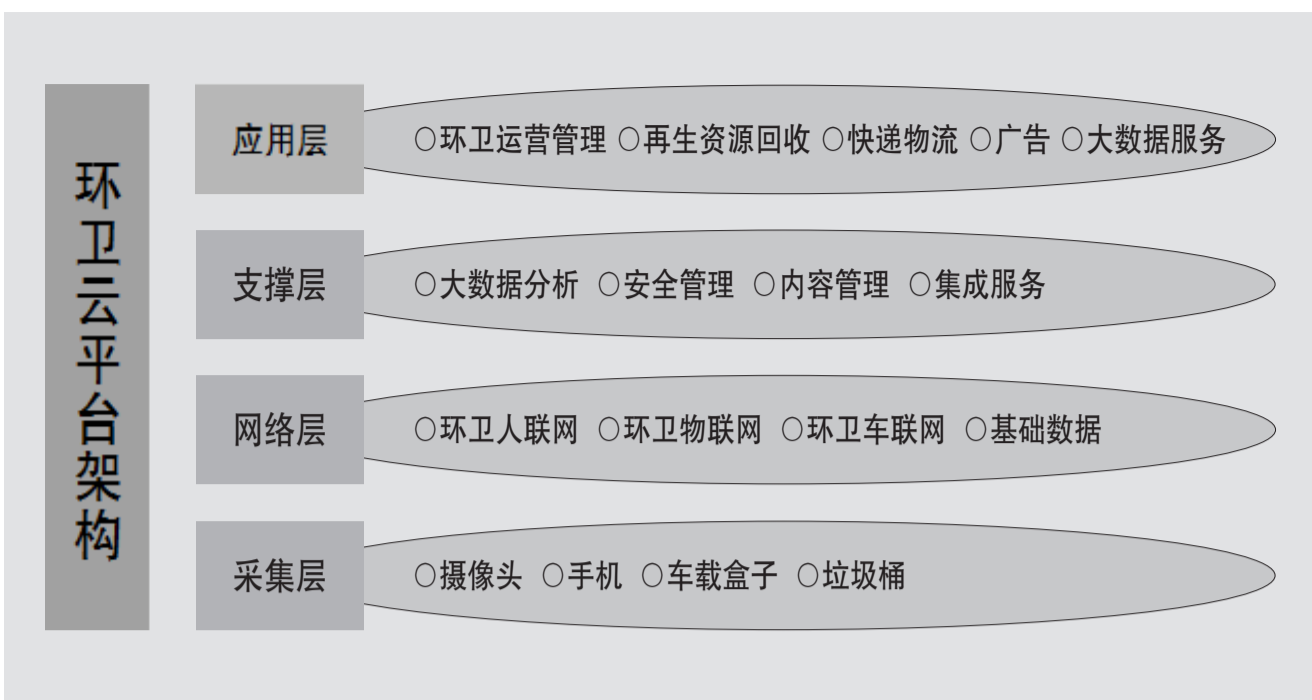 环卫云平台架构
应用层
○环卫运营管理 ○再生资源回收 ○快递物流 ○广告 ○大数据服务
支撑层
○大数据分析 ○安全管理 ○内容管理 ○集成服务
网络层
○环卫人联网 ○环卫物联网 ○环卫车联网 ○基础数据
采集层
○摄像头 ○手机 ○车载盒子 ○垃圾桶